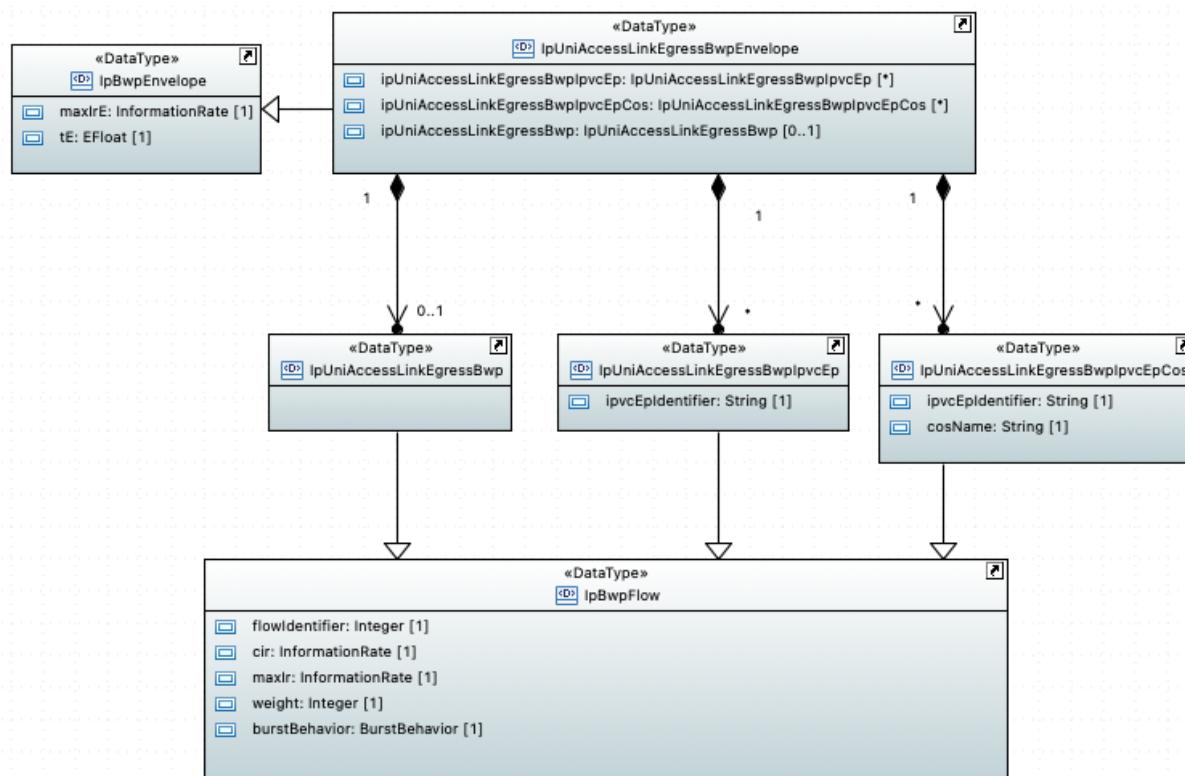 «DataType»
IpUniAccessLinkEgressBwpEnvelope
ipUniAccessLinkEgressBwpIpvcEp: IpUniAccessLinkEgressBwpIpvcEp [*]
ipUniAccessLinkEgressBwpIpvcEpCos: IpUniAccessLinkEgressBwpIpvcEpCos [*]
ipUniAccessLinkEgressBwp: IpUniAccessLinkEgressBwp [0..1]
«DataType»
IpBwpEnvelope
maxIrE: InformationRate [1]
tE: EFloat [1]
1
1
1
0..1
*
*
«DataType»
IpUniAccessLinkEgressBwp
«DataType»
IpUniAccessLinkEgressBwpIpvcEp
ipvcEpIdentifier: String [1]
«DataType»
IpUniAccessLinkEgressBwpIpvcEpCos
ipvcEpIdentifier: String [1]
cosName: String [1]
«DataType»
IpBwpFlow
flowIdentifier: Integer [1]
cir: InformationRate [1]
maxIr: InformationRate [1]
weight: Integer [1]
burstBehavior: BurstBehavior [1]